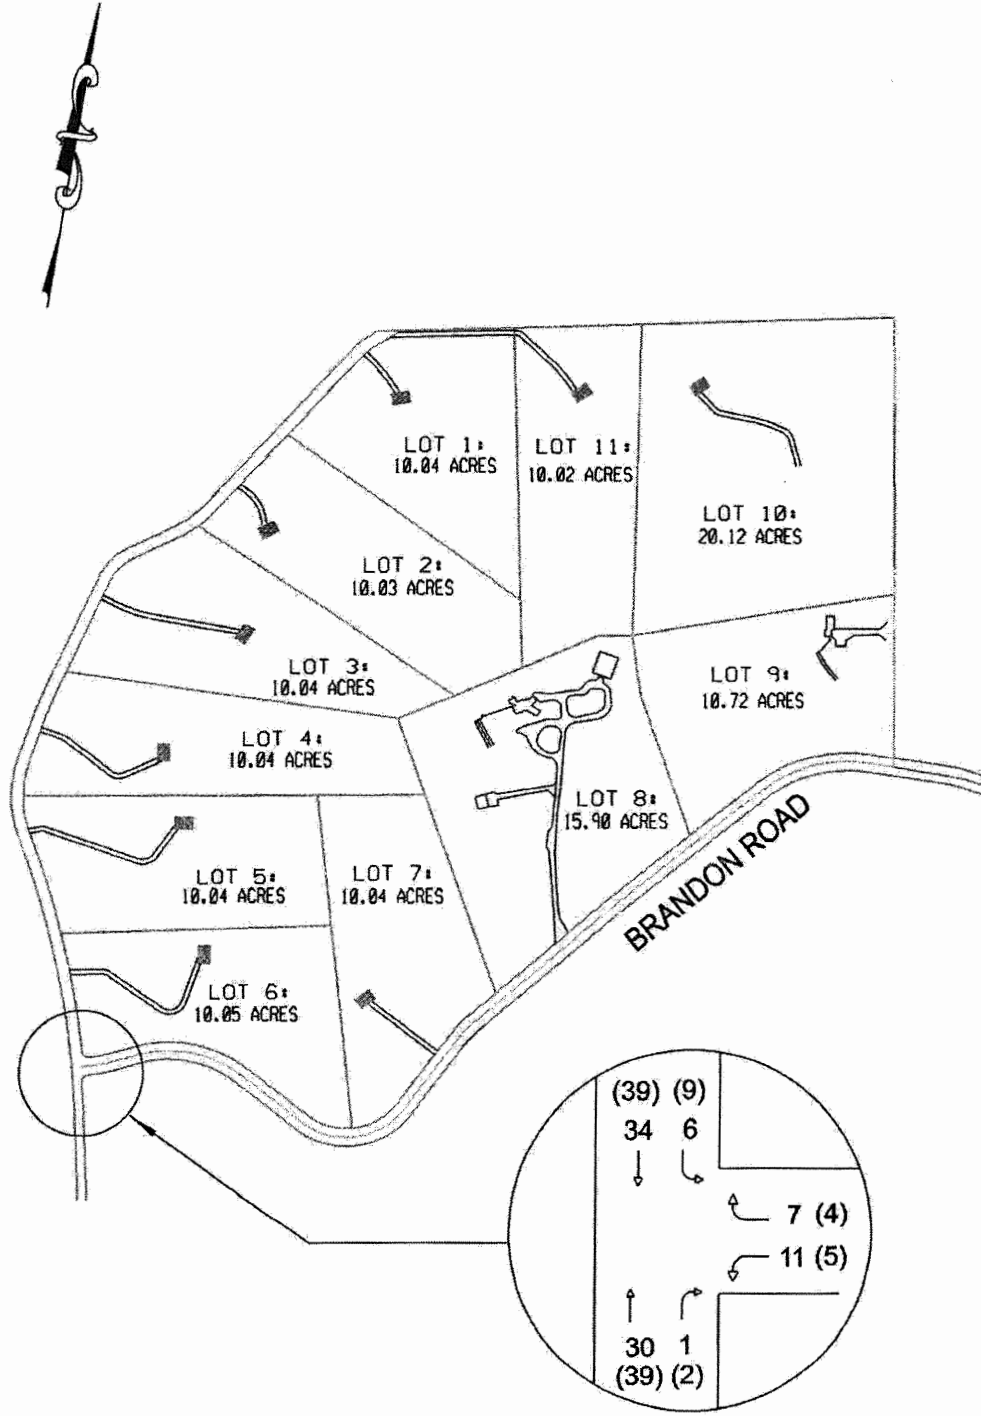 LOT 1:
10.04 ACRES
LOT 11:
10.02 ACRES
LOT 10:
20.12 ACRES
LOT 2:
10.03 ACRES
LOT 3:
10.04 ACRES
LOT 9:
10.72 ACRES
LOT 4:
10.04 ACRES
LOT 8:
15.90 ACRES
LOT 5:
10.04 ACRES
LOT 7:
10.04 ACRES
BRANDON ROAD
LOT 6:
10.05 ACRES
(39) (9)
34 6
7 (4)
11 (5)
30 1
(39) (2)